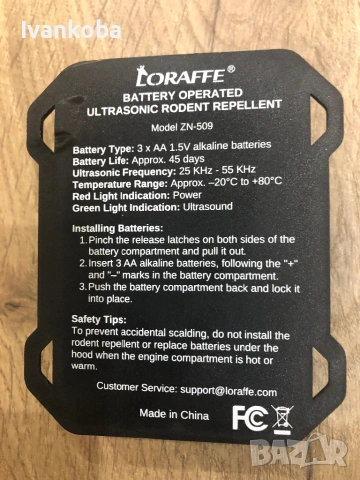 Ivankoba
LORAFFE®
BATTERY OPERATED
ULTRASONIC RODENT REPELLENT
Model ZN-509
Battery Type: 3 x AA 1.5V alkaline batteries
Battery Life: Approx. 45 days
Ultrasonic Frequency: 25 KHz - 55 KHz
Temperature Range: Approx. –20°C to +80°C
Red Light Indication: Power
Green Light Indication: Ultrasound
Installing Batteries:
1. Pinch the release latches on both sides of the
battery compartment and pull it out.
2. Insert 3 AA alkaline batteries, following the "+"
and "–" marks in the battery compartment.
3. Push the battery compartment back and lock it
into place.
Safety Tips:
To prevent accidental scalding, do not install the
rodent repellent or replace batteries under the
hood when the engine compartment is hot or
warm.
Customer Service: support@loraffe.com
Made in China FC
BAZAR